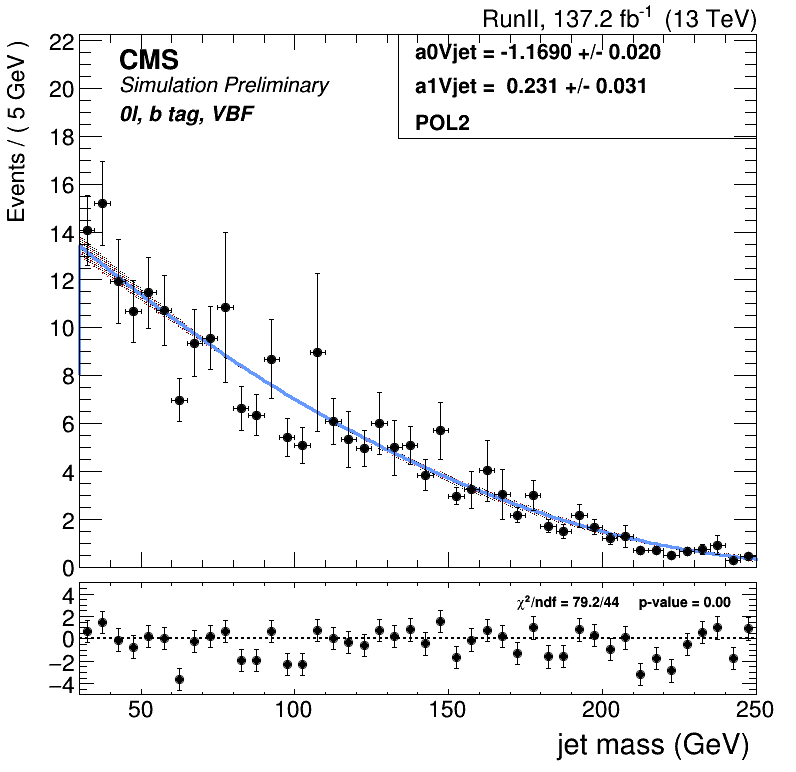 RunII, 137.2 fb⁻¹ (13 TeV)
Events / ( 5 GeV )
22
20
18
16
14
12
10
8
6
4
2
0
CMS
Simulation Preliminary
0l, b tag, VBF
a0Vjet = -1.1690 +/- 0.020
a1Vjet = 0.231 +/- 0.031
POL2
4
2
0
−2
−4
χ²/ndf = 79.2/44 p-value = 0.00
50 100 150 200 250
jet mass (GeV)